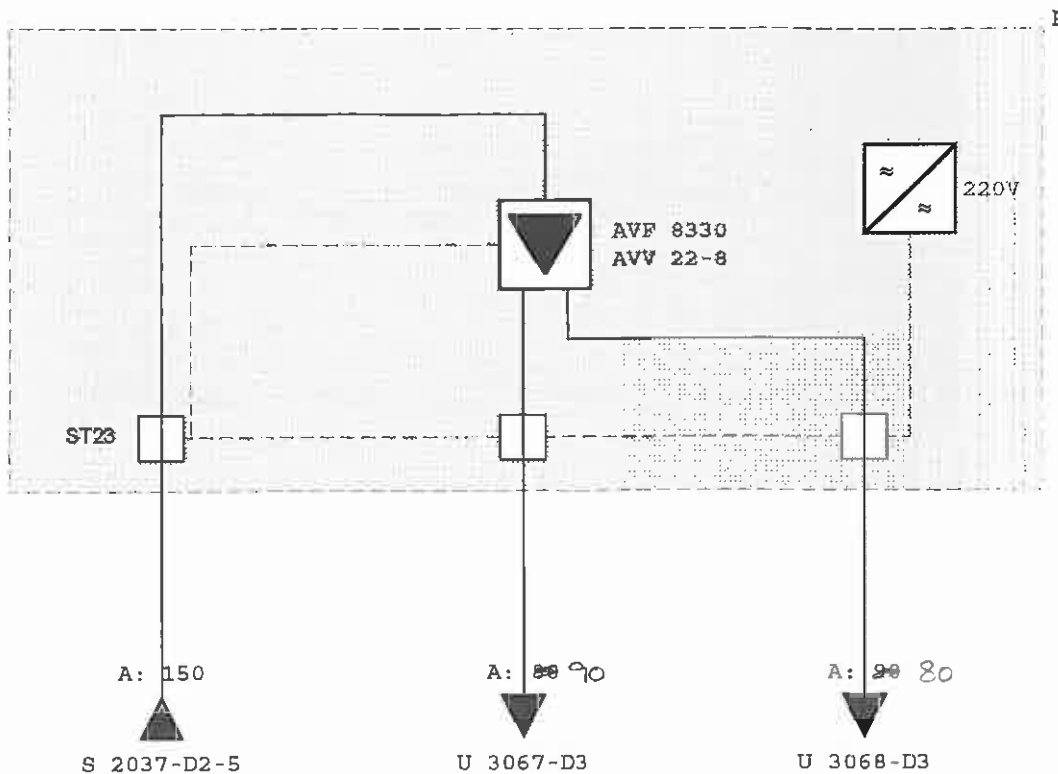 220V
AVF 8330
AVV 22-8
ST23
A: 150
A: 90
A: 80
S 2037-D2-5
U 3067-D3
U 3068-D3